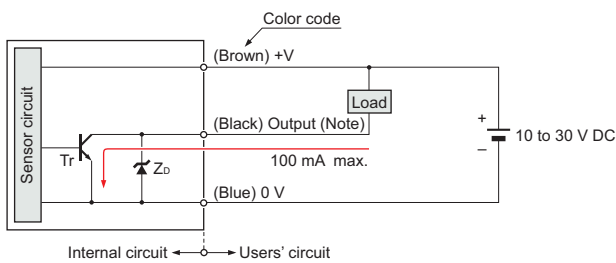 Color code
(Brown) +V
Sensor circuit
Load
(Black) Output (Note)
+
10 to 30 V DC
–
Tr
ZD
100 mA max.
(Blue) 0 V
Internal circuit
Users' circuit